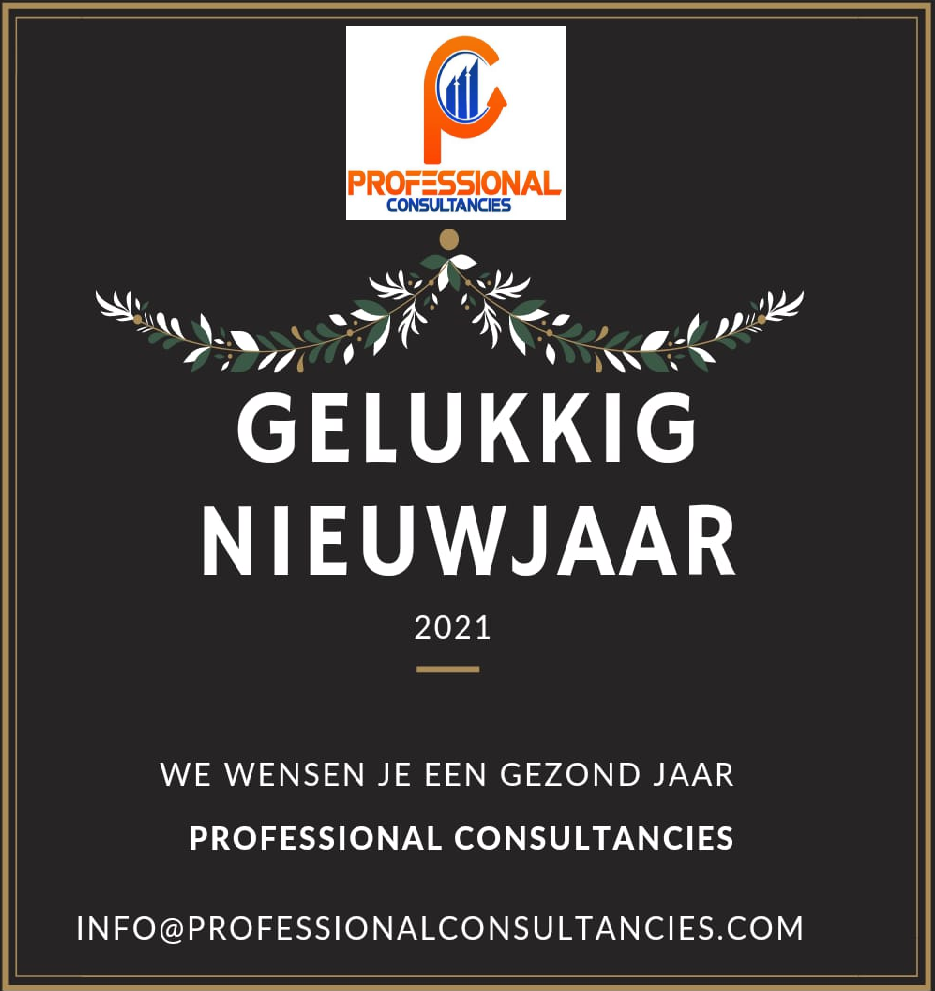 PROFESSIONAL
CONSULTANCIES
GELUKKIG
NIEUWJAAR
2021
WE WENSEN JE EEN GEZOND JAAR
PROFESSIONAL CONSULTANCIES
INFO@PROFESSIONALCONSULTANCIES.COM